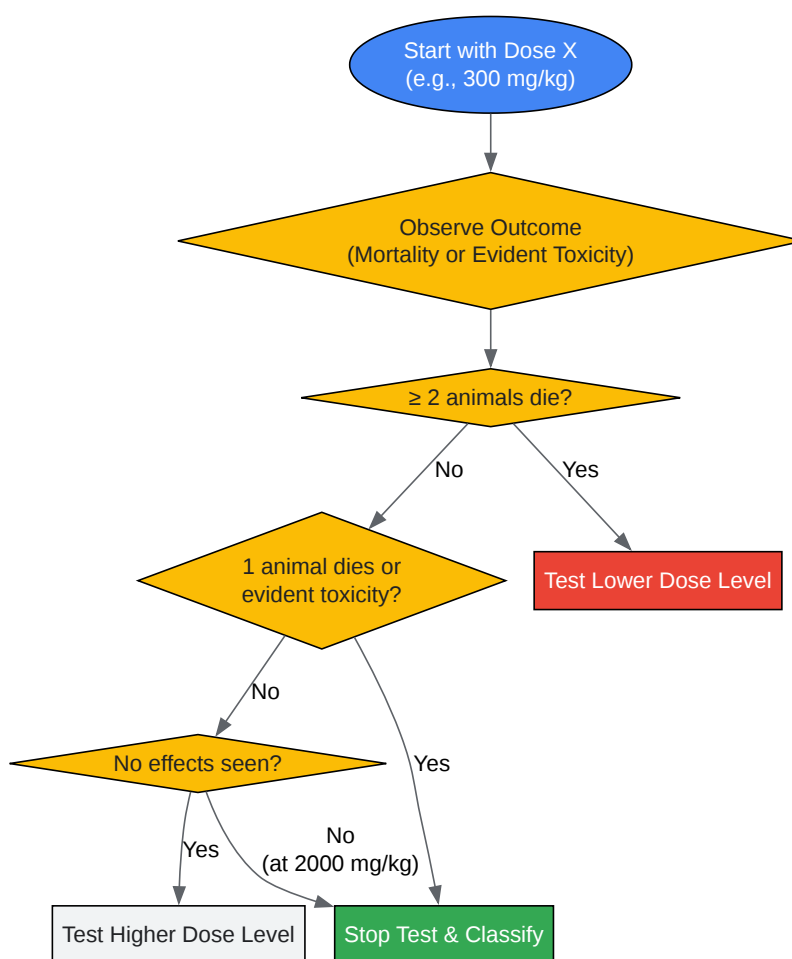 Start with Dose X
(e.g., 300 mg/kg)
Observe Outcome
(Mortality or Evident Toxicity)
≥ 2 animals die?
No
Yes
1 animal dies or
evident toxicity?
Test Lower Dose Level
No
Yes
No effects seen?
Yes
No
(at 2000 mg/kg)
Test Higher Dose Level
Stop Test & Classify